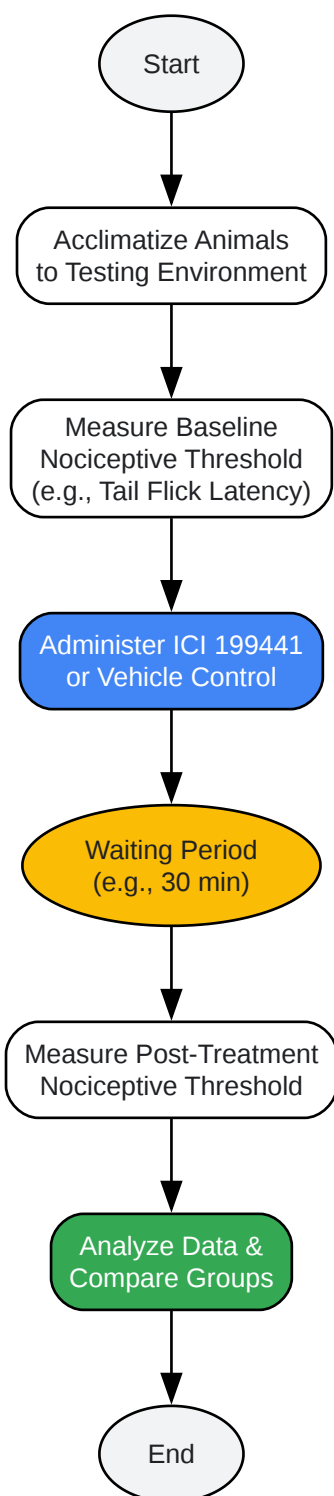 Start
Acclimatize Animals
to Testing Environment
Measure Baseline
Nociceptive Threshold
(e.g., Tail Flick Latency)
Administer ICI 199441
or Vehicle Control
Waiting Period
(e.g., 30 min)
Measure Post-Treatment
Nociceptive Threshold
Analyze Data &
Compare Groups
End